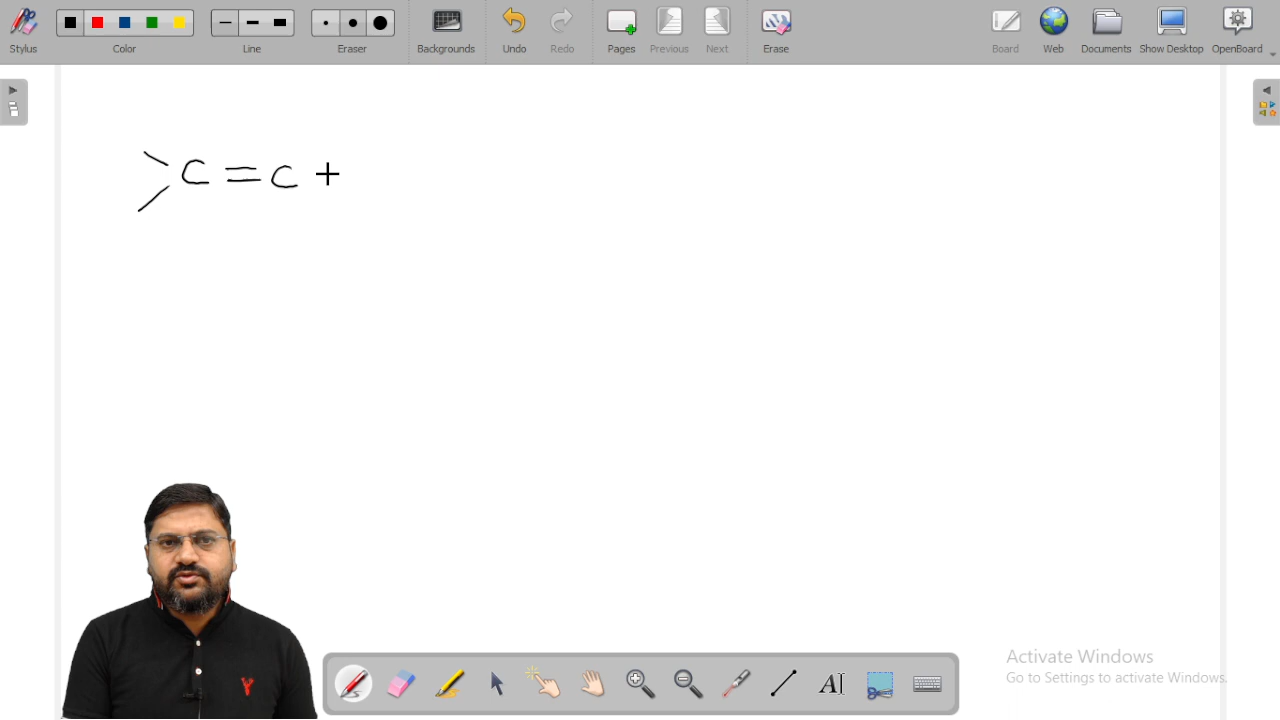 Stylus Color Line Eraser Backgrounds Undo Redo Pages Previous Next Erase Board Web Documents Show Desktop OpenBoard
>C = C +
AI
Activate Windows
Go to Settings to activate Windows.